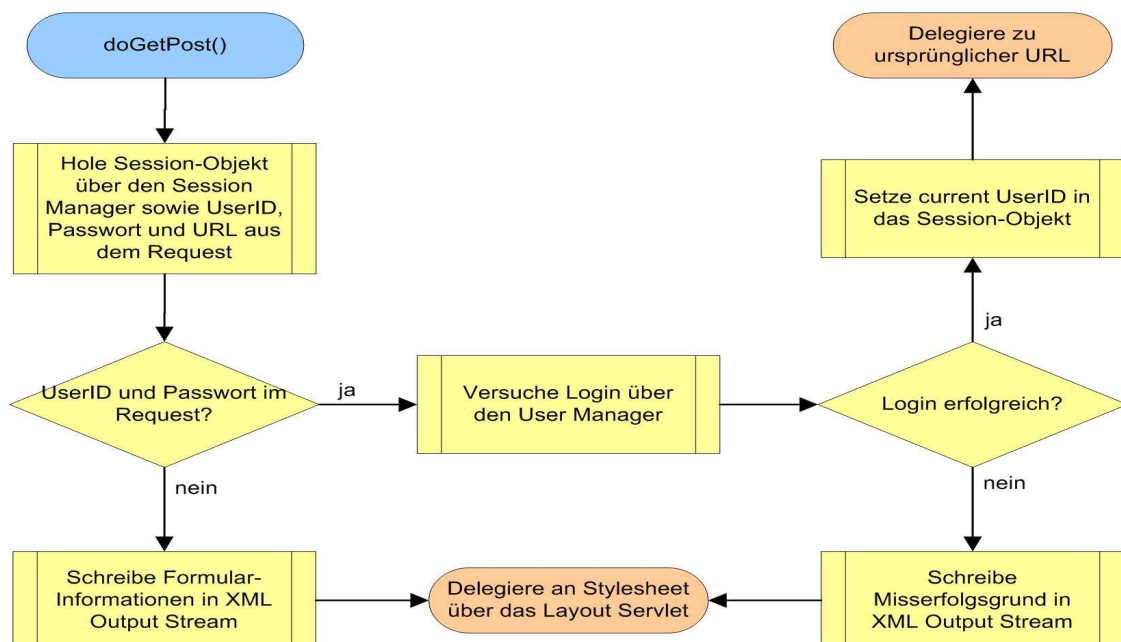 doGetPost()
Hole Session-Objekt
über den Session
Manager sowie UserID,
Passwort und URL aus
dem Request
UserID und Passwort im
Request?
ja
nein
Schreibe Formular-
Informationen in XML
Output Stream
Versuche Login über
den User Manager
Login erfolgreich?
ja
Setze current UserID in
das Session-Objekt
Delegiere zu
ursprünglicher URL
nein
Schreibe
Misserfolgsgrund in
XML Output Stream
Delegiere an Stylesheet
über das Layout Servlet